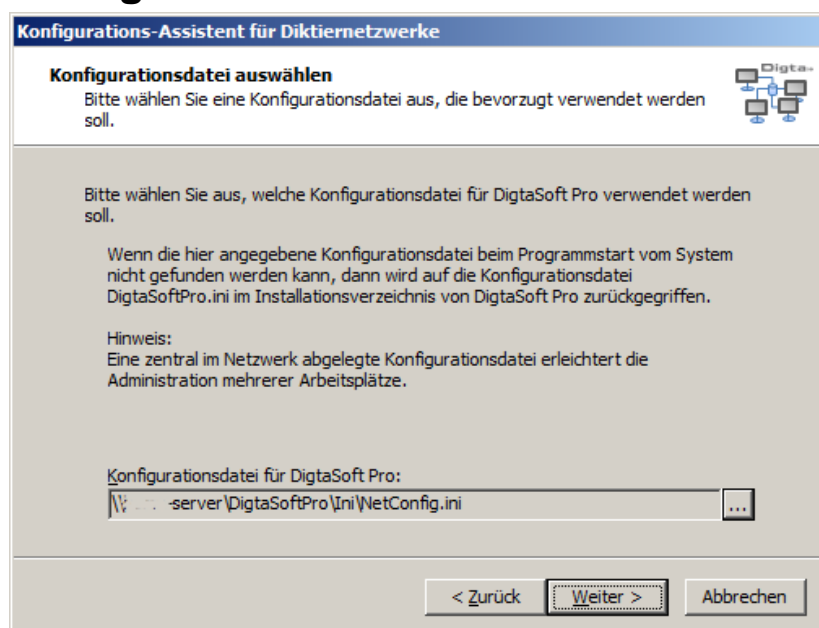 Konfigurations-Assistent für Diktiernetzwerke
Konfigurationsdatei auswählen
Bitte wählen Sie eine Konfigurationsdatei aus, die bevorzugt verwendet werden
soll.
Digta
Bitte wählen Sie aus, welche Konfigurationsdatei für DigtaSoft Pro verwendet werden
soll.
Wenn die hier angegebene Konfigurationsdatei beim Programmstart vom System
nicht gefunden werden kann, dann wird auf die Konfigurationsdatei
DigtaSoftPro.ini im Installationsverzeichnis von DigtaSoft Pro zurückgegriffen.
Hinweis:
Eine zentral im Netzwerk abgelegte Konfigurationsdatei erleichtert die
Administration mehrerer Arbeitsplätze.
Konfigurationsdatei für DigtaSoft Pro:
\\ -server\DigtaSoftPro\Ini\NetConfig.ini
...
< Zurück
Weiter >
Abbrechen